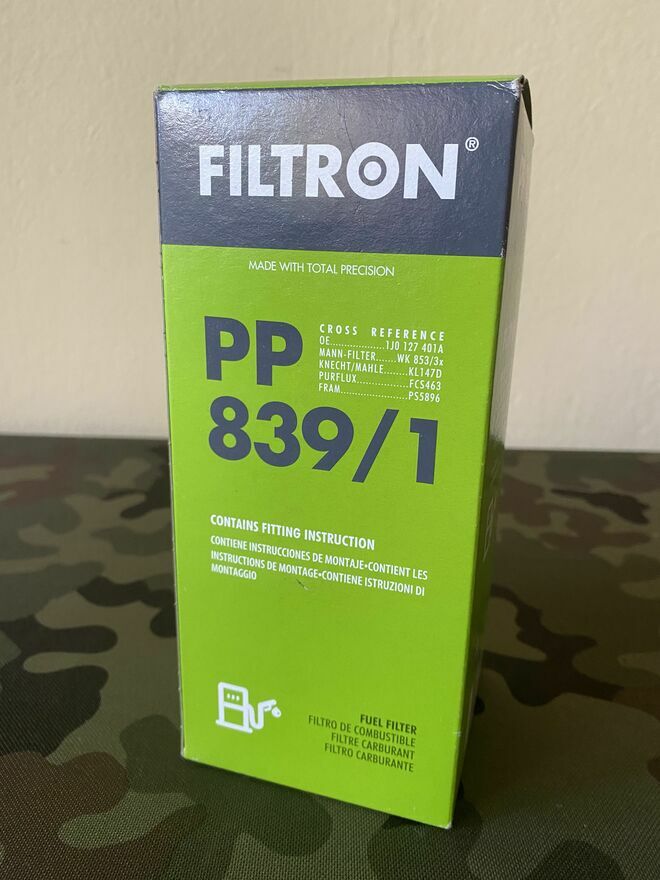 FILTRON®
MADE WITH TOTAL PRECISION
PP
839/1
CROSS REFERENCE
OE..................1J0 127 401A
MANN-FILTER.......WK 853/3x
KNECHT/MAHLE........KL147D
PURFLUX.................FCS463
FRAM......................PS5896
CONTAINS FITTING INSTRUCTION
CONTIENE INSTRUCCIONES DE MONTAJE•CONTIENT LES
INSTRUCTIONS DE MONTAGE•CONTIENE ISTRUZIONI DI
MONTAGGIO
FUEL FILTER
FILTRO DE COMBUSTIBLE
FILTRE CARBURANT
FILTRO CARBURANTE